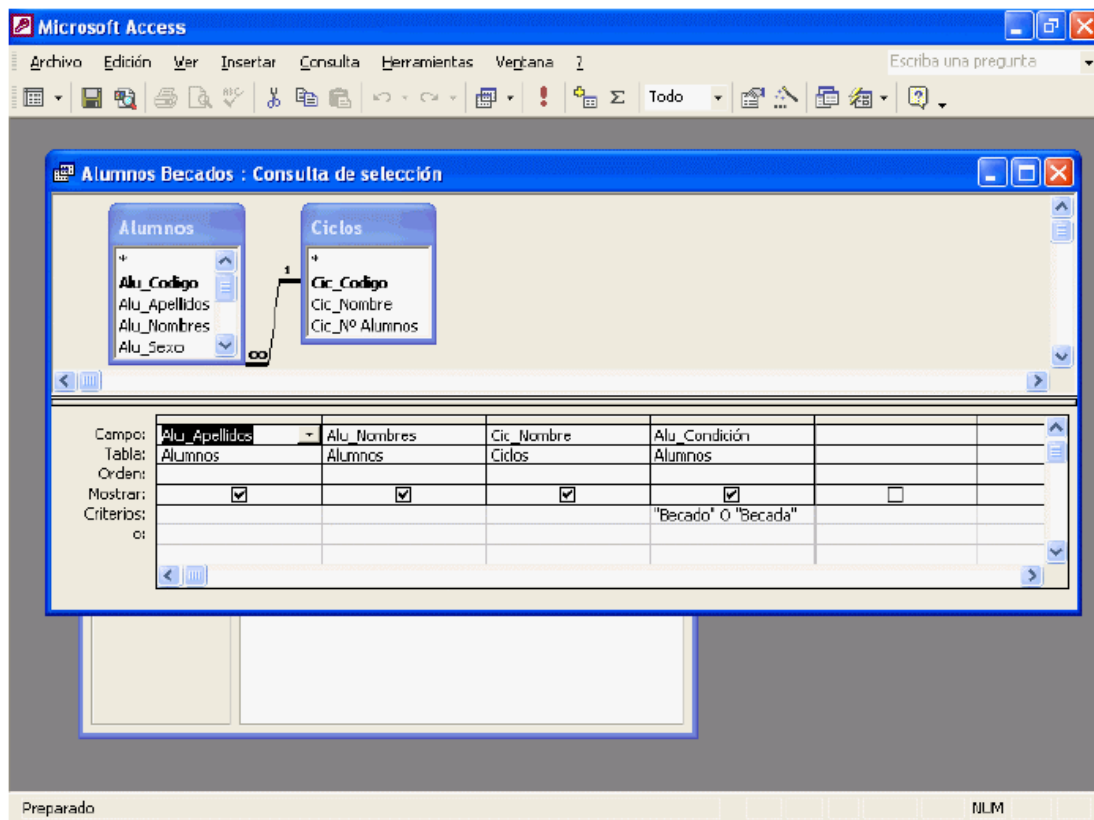 Microsoft Access
Archivo Edición Ver Insertar Consulta Herramientas Ventana ? Escriba una pregunta
ABC Todo
Alumnos Becados : Consulta de selección
Alumnos Ciclos
* *
Alu_Codigo 1 Cic_Codigo
Alu_Apellidos Cic_Nombre
Alu_Nombres Cic_Nº Alumnos
Alu_Sexo ∞
Campo: Alu_Apellidos Alu_Nombres Cic_Nombre Alu_Condición
Tabla: Alumnos Alumnos Ciclos Alumnos
Orden:
Mostrar:
Criterios: "Becado" O "Becada"
o:
Preparado NUM